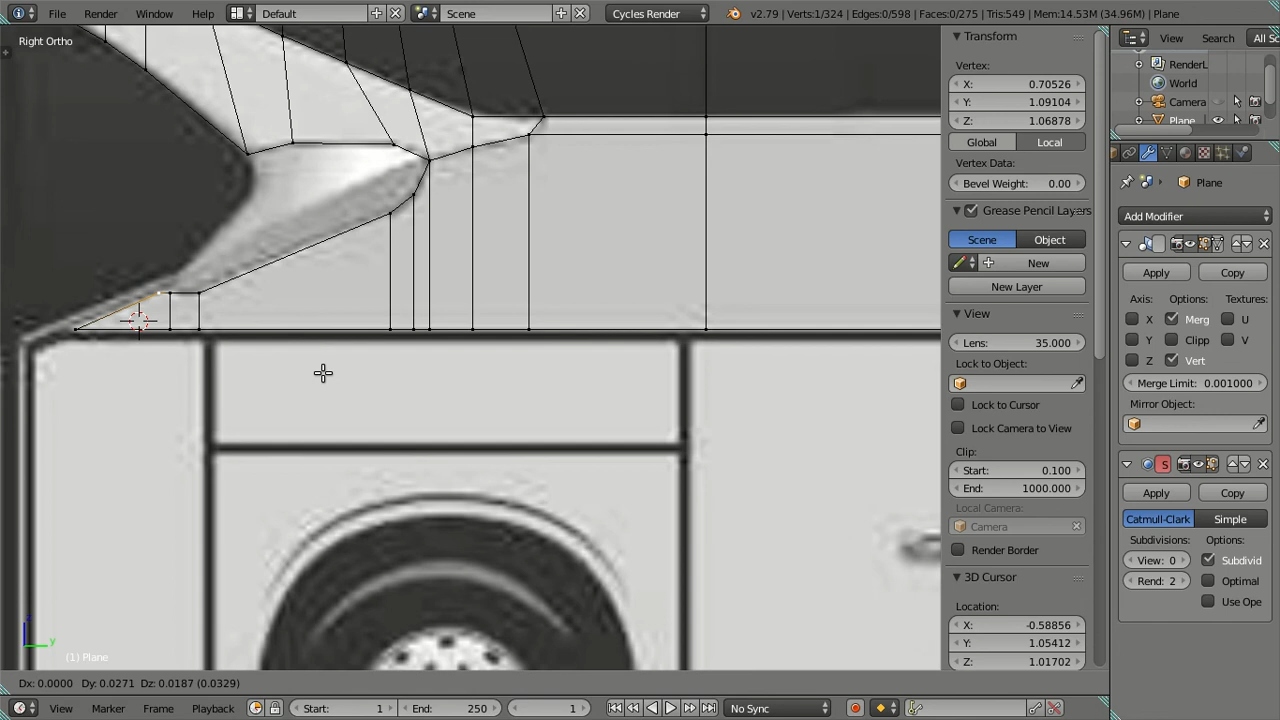 File Render Window Help Default Scene Cycles Render v2.79 | Verts:1/324 | Edges:0/598 | Faces:0/275 | Tris:549 | Mem:14.53M (34.96M) | Plane
Right Ortho
Transform
Vertex:
X: 0.70526
Y: 1.09104
Z: 1.06878
Global Local
Vertex Data:
Bevel Weight: 0.00
Grease Pencil Layers
Scene Object
New
New Layer
View
Lens: 35.000
Lock to Object:
Lock to Cursor
Lock Camera to View
Clip:
Start: 0.100
End: 1000.000
Local Camera:
Camera
Render Border
3D Cursor
Location:
X: -0.58856
Y: 1.05412
Z: 1.01702
View Search All Sc
RenderL
World
Camera
Plane
Plane
Add Modifier
Apply Copy
Axis: Options: Textures:
X Merg U
Y Clipp V
Z Vert
Merge Limit: 0.001000
Mirror Object:
S
Apply Copy
Catmull-Clark Simple
Subdivisions: Options:
View: 0 Subdivid
Rend: 2 Optimal
Use Ope
z
y
(1) Plane
Dx: 0.0000 Dy: 0.0271 Dz: 0.0187 (0.0329)
View Marker Frame Playback Start: 1 End: 250 1 No Sync